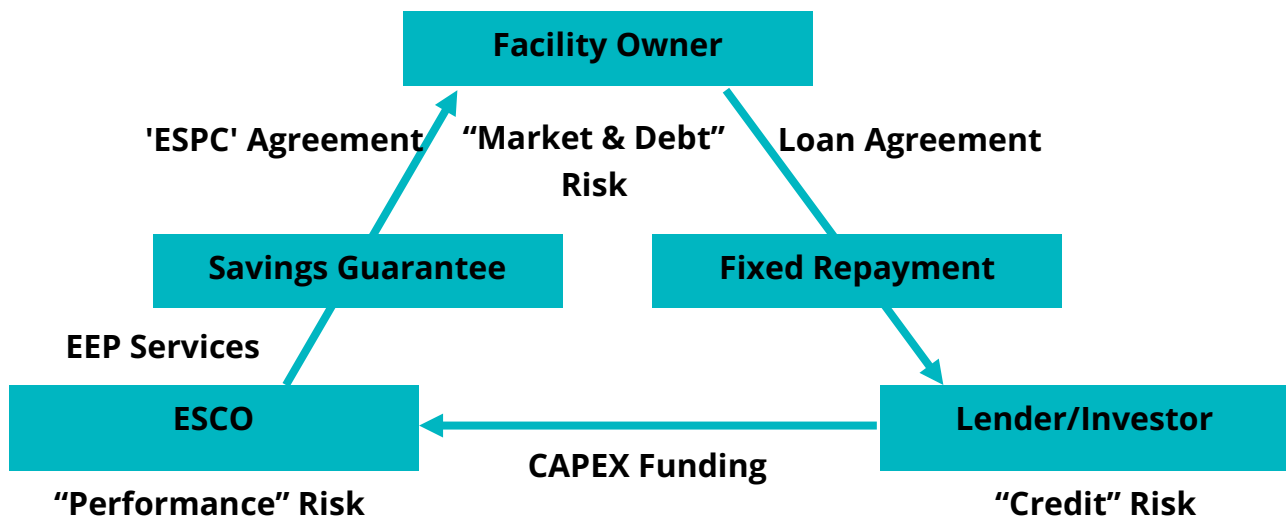 Facility Owner
'ESPC' Agreement
“Market & Debt”
Risk
Loan Agreement
Savings Guarantee
Fixed Repayment
EEP Services
ESCO
Lender/Investor
CAPEX Funding
“Performance” Risk
“Credit” Risk